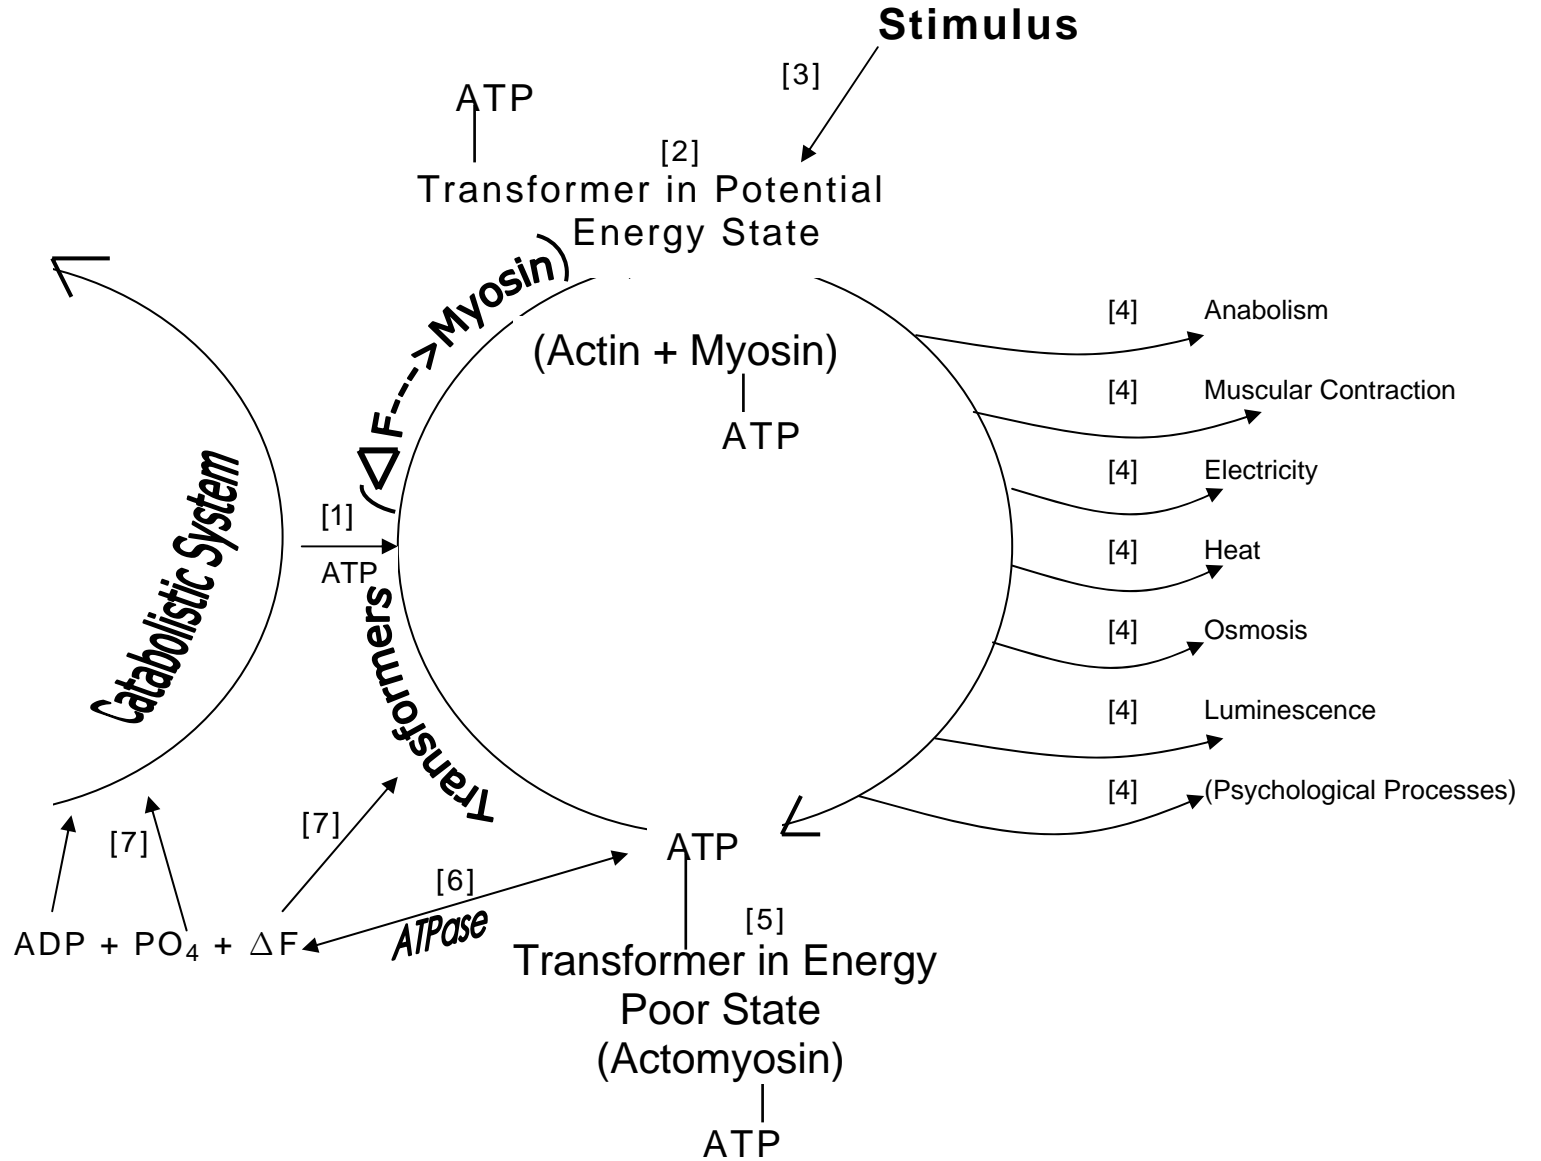 Stimulus
[3]
ATP
[2]
Transformer in Potential
Energy State
(ΔF---->Myosin)
(Actin + Myosin)
ATP
[4] Anabolism
[4] Muscular Contraction
[4] Electricity
[4] Heat
[4] Osmosis
[4] Luminescence
[4] (Psychological Processes)
Catabolistic System
[1]
ATP
Transformers
[7]
[7]
[6]
ATPase
ADP + PO₄ + ΔF
ATP
[5]
Transformer in Energy
Poor State
(Actomyosin)
ATP